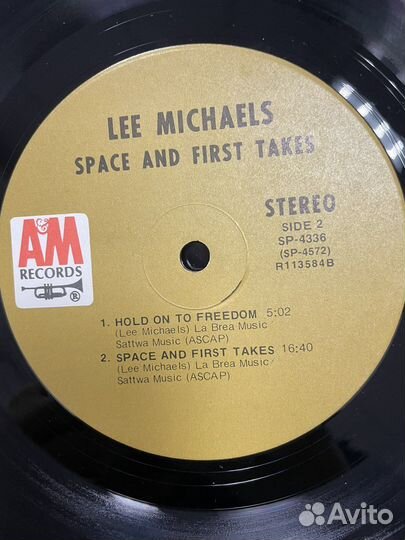 LEE MICHAELS
SPACE AND FIRST TAKES
STEREO
SIDE 2
SP-4336
(SP-4572)
R113584B
A&M
RECORDS
®
1. HOLD ON TO FREEDOM 5:02
(Lee Michaels) La Brea Music/
Sattwa Music (ASCAP)
2. SPACE AND FIRST TAKES 16:40
(Lee Michaels) La Brea Music/
Sattwa Music (ASCAP)
Avito